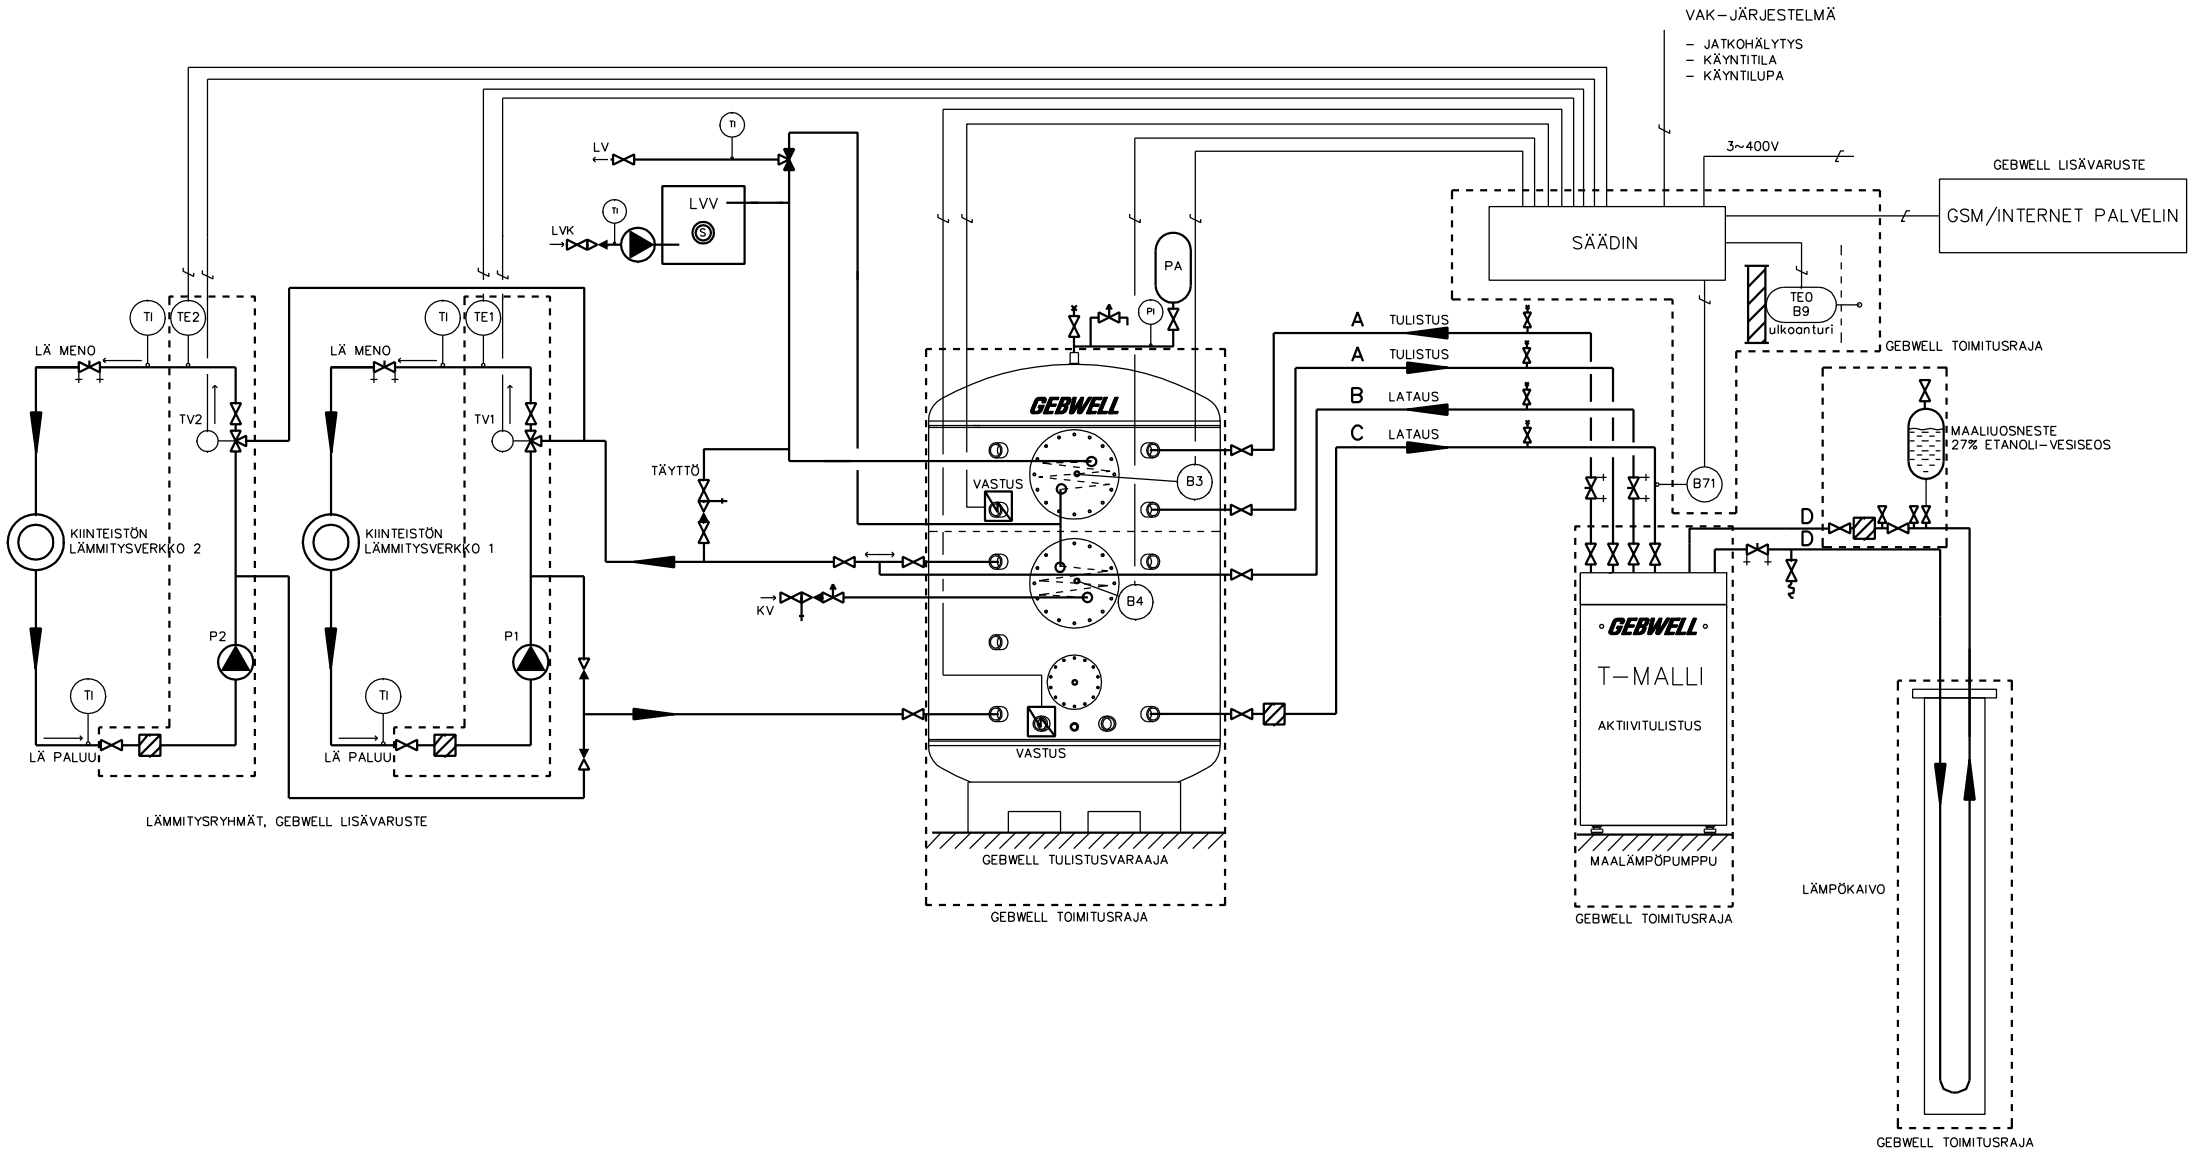 VAK-JÄRJESTELMÄ
- JATKOHÄLYTYS
- KÄYNTITILA
- KÄYNTILUPA
3~400V
GEBWELL LISÄVARUSTE
GSM/INTERNET PALVELIN
SÄÄDIN
TE0
B9
ulkoanturi
GEBWELL TOIMITUSRAJA
TI
LV
LVV
S
TI
LVK
PA
PI
TI
TE2
TI
TE1
LÄ MENO
LÄ MENO
TV2
TV1
A TULISTUS
A TULISTUS
B LATAUS
C LATAUS
GEBWELL
MAALIUOSNESTE
27% ETANOLI-VESISEOS
TÄYTTÖ
VASTUS
B3
B71
D
D
KIINTEISTÖN
LÄMMITYSVERKKO 2
KIINTEISTÖN
LÄMMITYSVERKKO 1
KV
B4
P2
P1
GEBWELL
T-MALLI
AKTIIVITULISTUS
TI
TI
LÄ PALUU
LÄ PALUU
VASTUS
LÄMMITYSRYHMÄT, GEBWELL LISÄVARUSTE
GEBWELL TULISTUSVARAAJA
GEBWELL TOIMITUSRAJA
MAALÄMPÖPUMPPU
GEBWELL TOIMITUSRAJA
LÄMPÖKAIVO
GEBWELL TOIMITUSRAJA